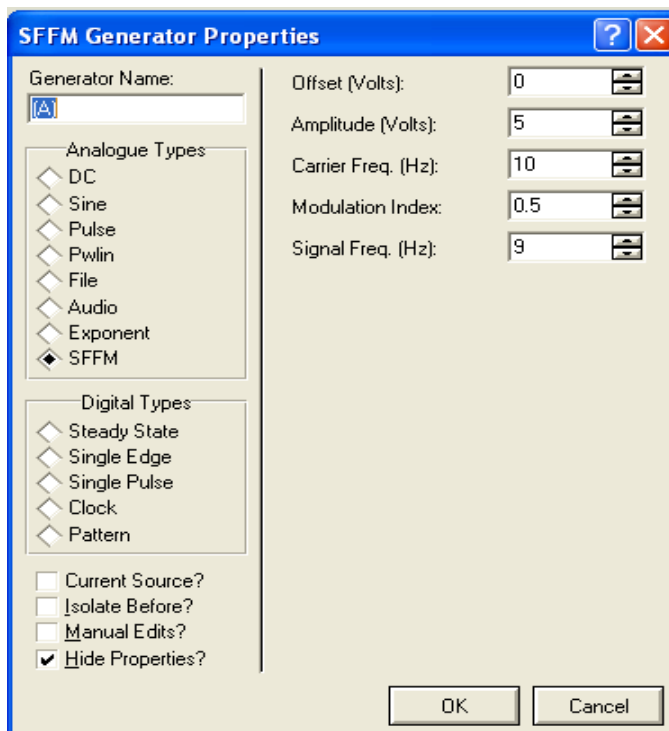 SFFM Generator Properties
Generator Name:
(A)
Analogue Types
DC
Sine
Pulse
Pwlin
File
Audio
Exponent
SFFM
Digital Types
Steady State
Single Edge
Single Pulse
Clock
Pattern
Current Source?
Isolate Before?
Manual Edits?
Hide Properties?
Offset (Volts): 0
Amplitude (Volts): 5
Carrier Freq. (Hz): 10
Modulation Index: 0.5
Signal Freq. (Hz): 9
OK Cancel